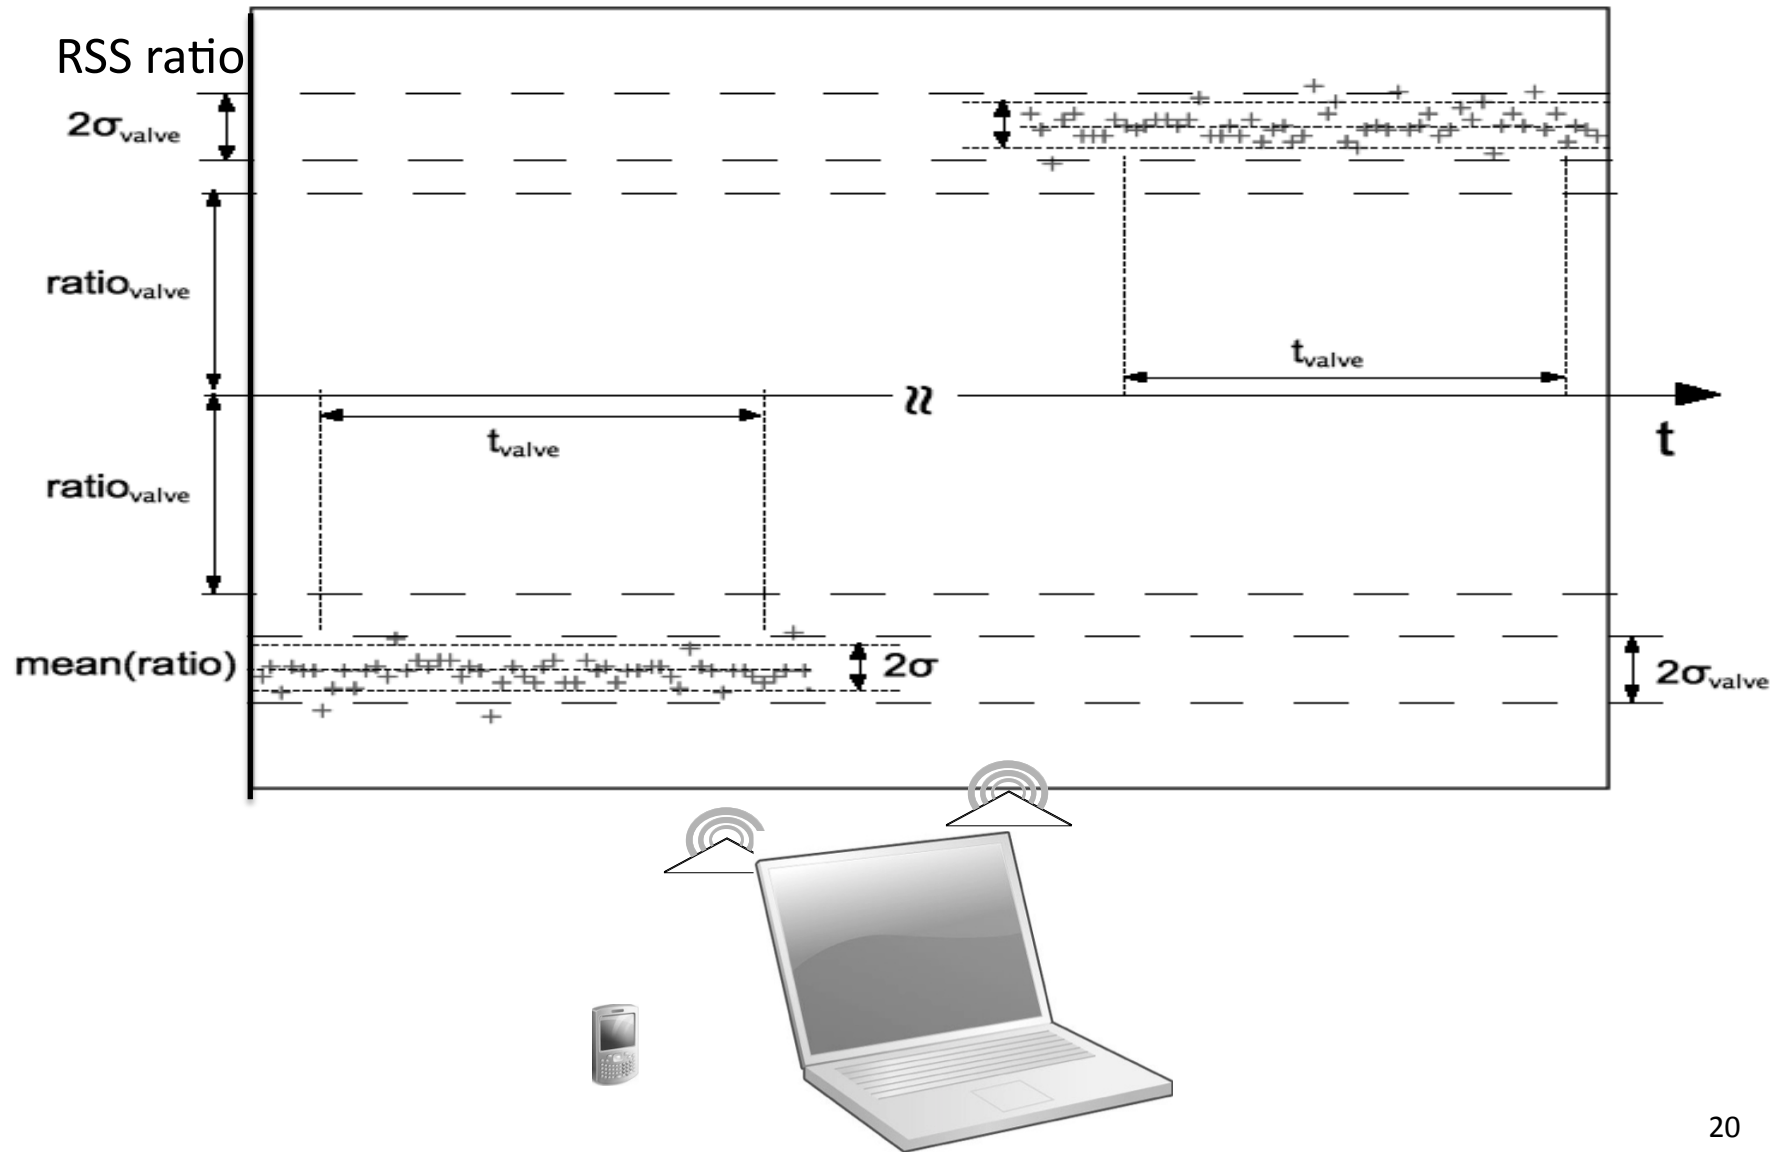 RSS ratio
2σvalve
ratiovalve
tvalve
≈
t
tvalve
ratiovalve
mean(ratio)
2σ
2σvalve
20